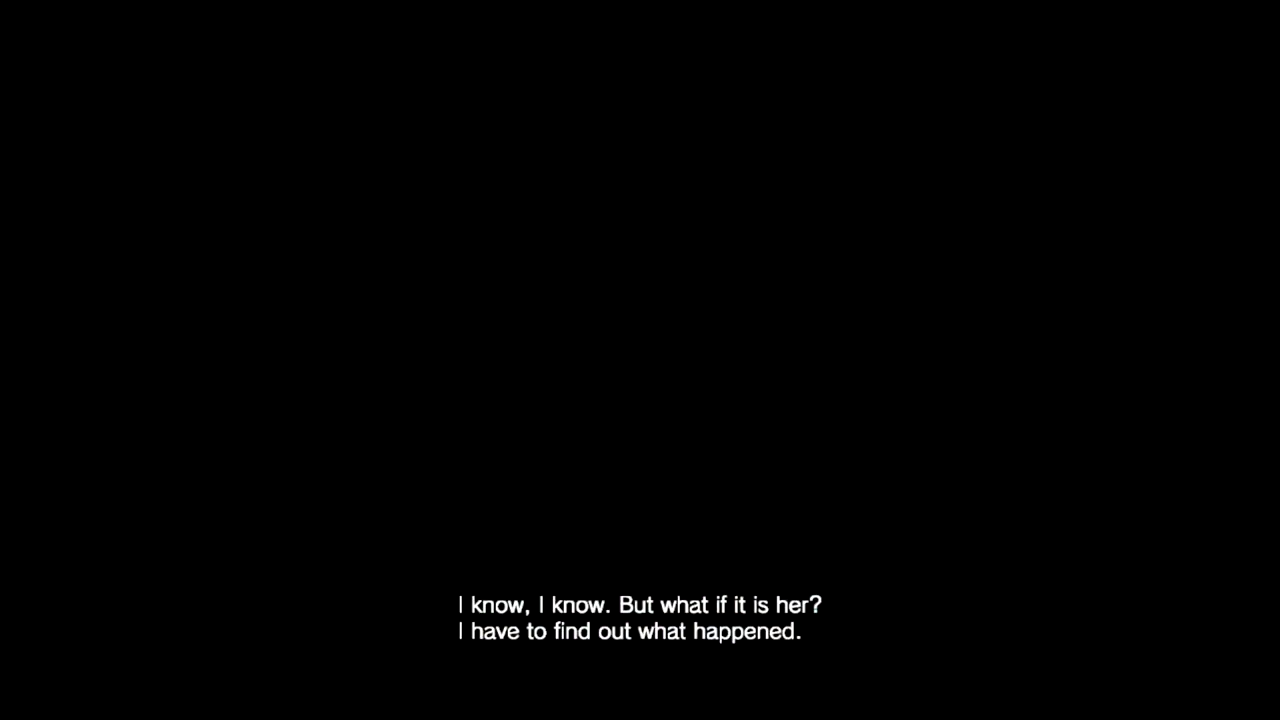 I know, I know. But what if it is her?
I have to find out what happened.